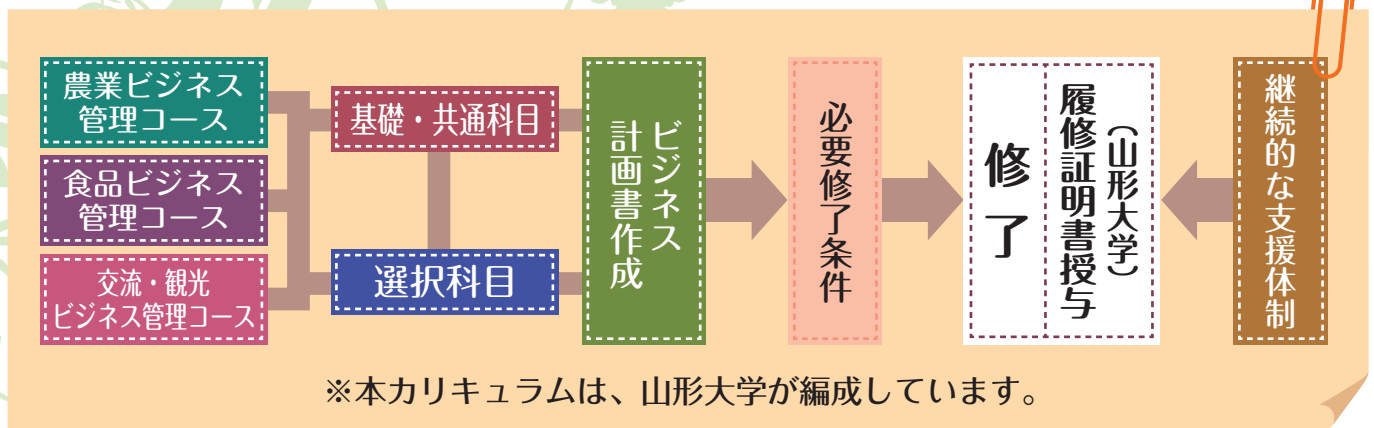 農業ビジネス
管理コース
食品ビジネス
管理コース
交流・観光
ビジネス管理コース
基礎・共通科目
選択科目
ビジネス
計画書作成
必要修了条件
修了
履修証明書授与
（山形大学）
継続的な支援体制
※本カリキュラムは、山形大学が編成しています。